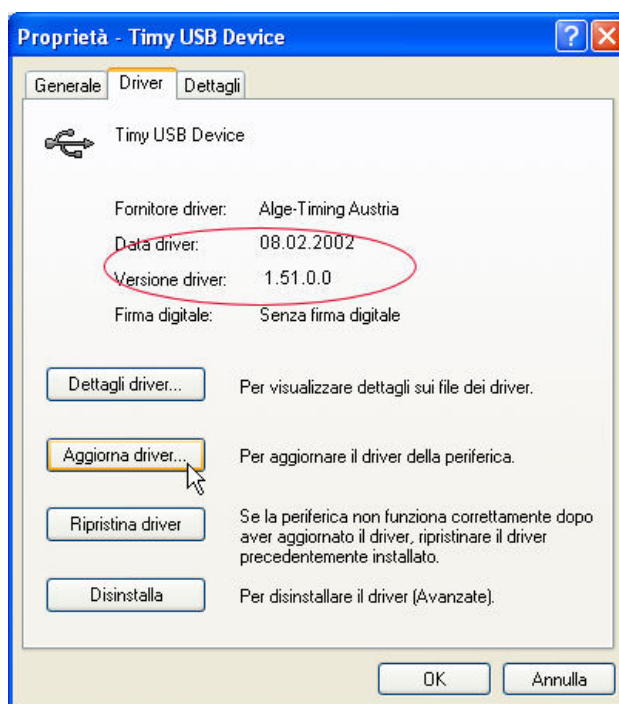 Proprietà - Timy USB Device
Generale Driver Dettagli
Timy USB Device
Fornitore driver: Alge-Timing Austria
Data driver: 08.02.2002
Versione driver: 1.51.0.0
Firma digitale: Senza firma digitale
Dettagli driver... Per visualizzare dettagli sui file dei driver.
Aggiorna driver... Per aggiornare il driver della periferica.
Ripristina driver Se la periferica non funziona correttamente dopo
aver aggiornato il driver, ripristinare il driver
precedentemente installato.
Disinstalla Per disinstallare il driver (Avanzate).
OK Annulla